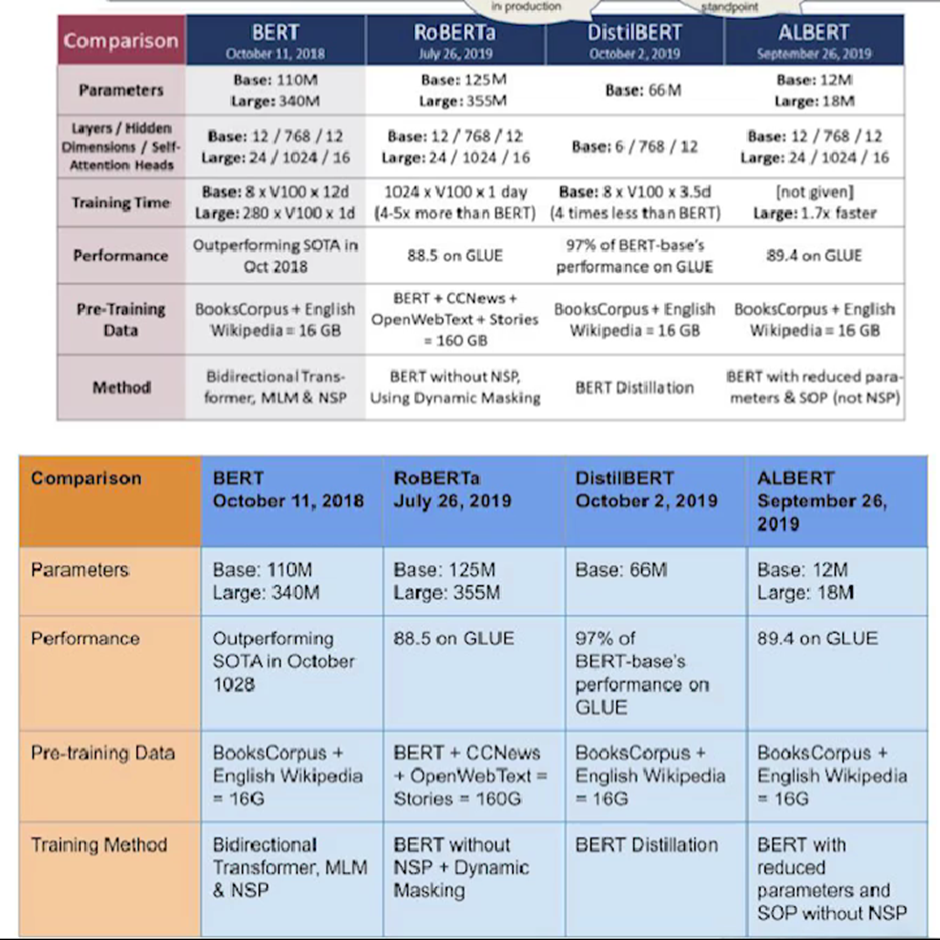 in production
standpoint
Comparison
BERT
October 11, 2018
RoBERTa
July 26, 2019
DistilBERT
October 2, 2019
ALBERT
September 26, 2019
Parameters
Base: 110M
Large: 340M
Base: 125M
Large: 355M
Base: 66M
Base: 12M
Large: 18M
Layers / Hidden
Dimensions / Self-
Attention Heads
Base: 12 / 768 / 12
Large: 24 / 1024 / 16
Base: 12 / 768 / 12
Large: 24 / 1024 / 16
Base: 6 / 768 / 12
Base: 12 / 768 / 12
Large: 24 / 1024 / 16
Training Time
Base: 8 x V100 x 12d
Large: 280 x V100 x 1d
1024 x V100 x 1 day
(4-5x more than BERT)
Base: 8 x V100 x 3.5d
(4 times less than BERT)
[not given]
Large: 1.7x faster
Performance
Outperforming SOTA in
Oct 2018
88.5 on GLUE
97% of BERT-base's
performance on GLUE
89.4 on GLUE
Pre-Training
Data
BooksCorpus + English
Wikipedia = 16 GB
BERT + CCNews +
OpenWebText + Stories
= 160 GB
BooksCorpus + English
Wikipedia = 16 GB
BooksCorpus + English
Wikipedia = 16 GB
Method
Bidirectional Trans-
former, MLM & NSP
BERT without NSP,
Using Dynamic Masking
BERT Distillation
BERT with reduced para-
meters & SOP (not NSP)
Comparison
BERT
October 11, 2018
RoBERTa
July 26, 2019
DistilBERT
October 2, 2019
ALBERT
September 26,
2019
Parameters
Base: 110M
Large: 340M
Base: 125M
Large: 355M
Base: 66M
Base: 12M
Large: 18M
Performance
Outperforming
SOTA in October
1028
88.5 on GLUE
97% of
BERT-base's
performance on
GLUE
89.4 on GLUE
Pre-training Data
BooksCorpus +
English Wikipedia
= 16G
BERT + CCNews
+ OpenWebText =
Stories = 160G
BooksCorpus +
English Wikipedia
= 16G
BooksCorpus +
English Wikipedia
= 16G
Training Method
Bidirectional
Transformer, MLM
& NSP
BERT without
NSP + Dynamic
Masking
BERT Distillation
BERT with
reduced
parameters and
SOP without NSP